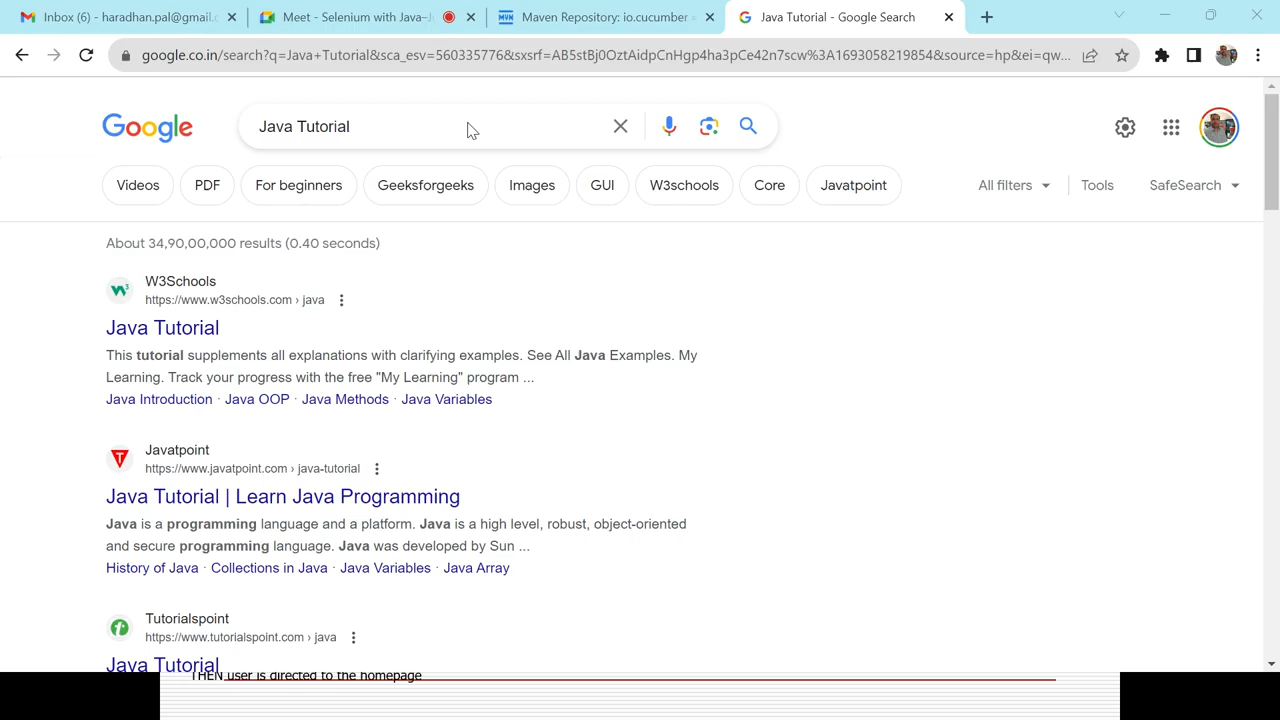 Inbox (6) - haradhan.pal@gmail.c
Meet - Selenium with Java-J
Maven Repository: io.cucumber
Java Tutorial - Google Search
google.co.in/search?q=Java+Tutorial&sca_esv=560335776&sxsrf=AB5stBj0OztAidpCnHgp4ha3pCe42n7scw%3A1693058219854&source=hp&ei=qw...
Google
Java Tutorial
Videos
PDF
For beginners
Geeksforgeeks
Images
GUI
W3schools
Core
Javatpoint
All filters
Tools
SafeSearch
About 34,90,00,000 results (0.40 seconds)
W3Schools
https://www.w3schools.com › java
Java Tutorial
This tutorial supplements all explanations with clarifying examples. See All Java Examples. My
Learning. Track your progress with the free "My Learning" program ...
Java Introduction · Java OOP · Java Methods · Java Variables
Javatpoint
https://www.javatpoint.com › java-tutorial
Java Tutorial | Learn Java Programming
Java is a programming language and a platform. Java is a high level, robust, object-oriented
and secure programming language. Java was developed by Sun ...
History of Java · Collections in Java · Java Variables · Java Array
Tutorialspoint
https://www.tutorialspoint.com › java
Java Tutorial
THEN user is directed to the homepage